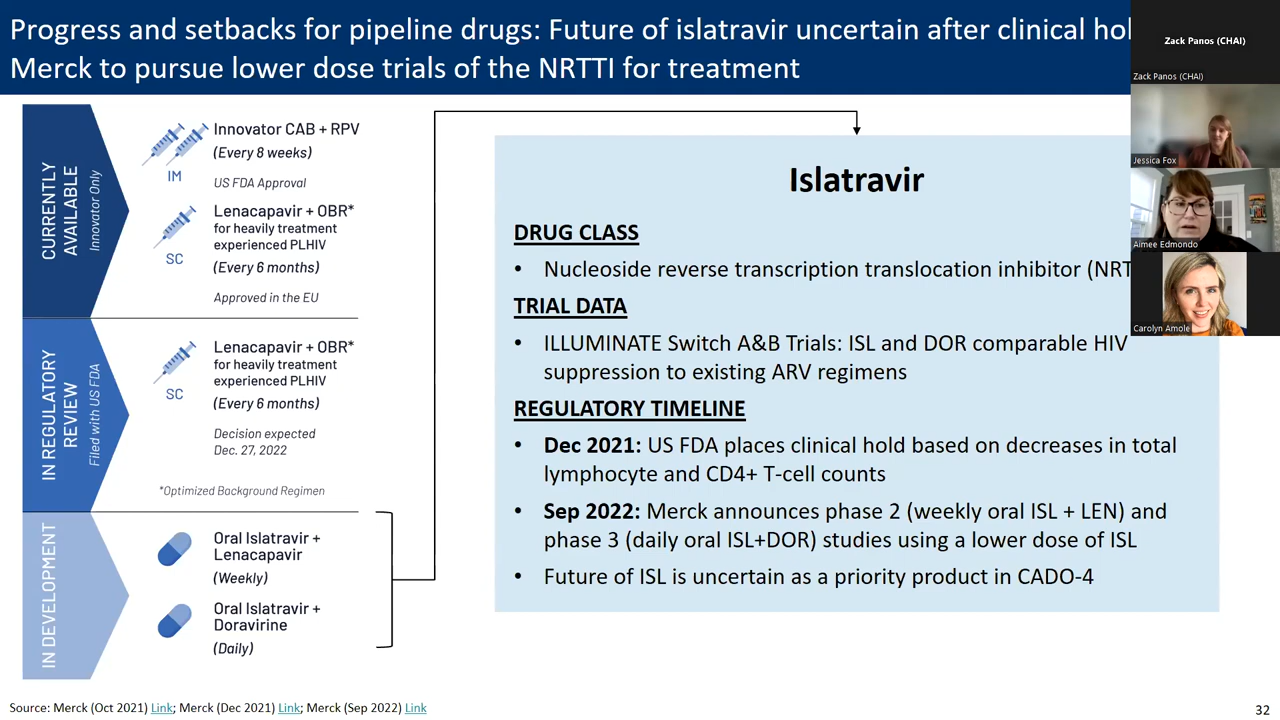 Progress and setbacks for pipeline drugs: Future of islatravir uncertain after clinical hol
Merck to pursue lower dose trials of the NRTTI for treatment
Zack Panos (CHAI)
Zack Panos (CHAI)
Jessica Fox
Aimee Edmondo
Carolyn Amole
CURRENTLY
AVAILABLE
Innovator Only
Innovator CAB + RPV
(Every 8 weeks)
IM
US FDA Approval
Lenacapavir + OBR*
for heavily treatment
experienced PLHIV
SC
(Every 6 months)
Approved in the EU
IN REGULATORY
REVIEW
Filed with US FDA
Lenacapavir + OBR*
for heavily treatment
experienced PLHIV
SC
(Every 6 months)
Decision expected
Dec. 27, 2022
*Optimized Background Regimen
IN DEVELOPMENT
Oral Islatravir +
Lenacapavir
(Weekly)
Oral Islatravir +
Doravirine
(Daily)
Islatravir
DRUG CLASS
• Nucleoside reverse transcription translocation inhibitor (NRT
TRIAL DATA
• ILLUMINATE Switch A&B Trials: ISL and DOR comparable HIV
suppression to existing ARV regimens
REGULATORY TIMELINE
• Dec 2021: US FDA places clinical hold based on decreases in total
lymphocyte and CD4+ T-cell counts
• Sep 2022: Merck announces phase 2 (weekly oral ISL + LEN) and
phase 3 (daily oral ISL+DOR) studies using a lower dose of ISL
• Future of ISL is uncertain as a priority product in CADO-4
Source: Merck (Oct 2021) Link; Merck (Dec 2021) Link; Merck (Sep 2022) Link
32